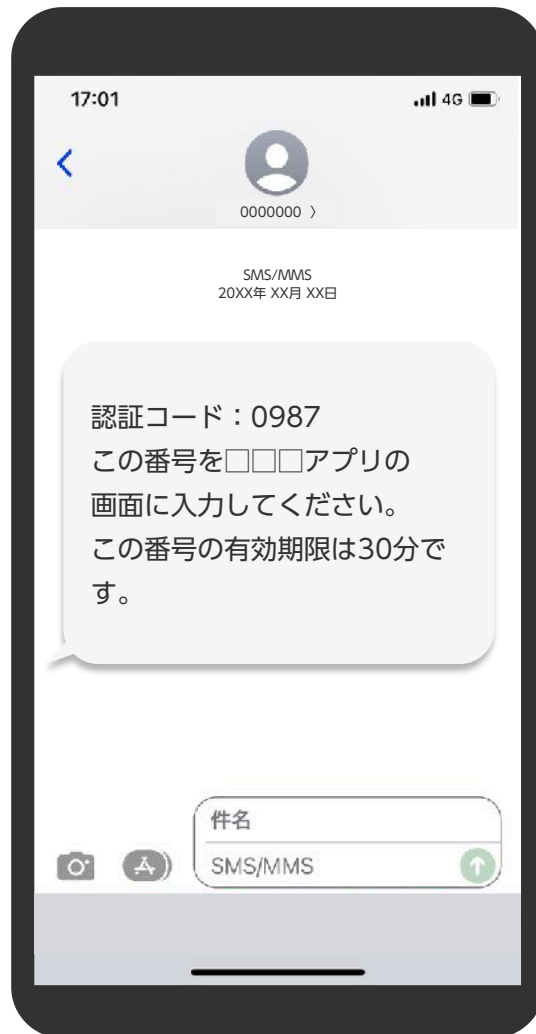 17:01
4G
0000000 〉
SMS/MMS
20XX年 XX月 XX日
認証コード：0987
この番号を□□□アプリの
画面に入力してください。
この番号の有効期限は30分で
す。
件名
SMS/MMS